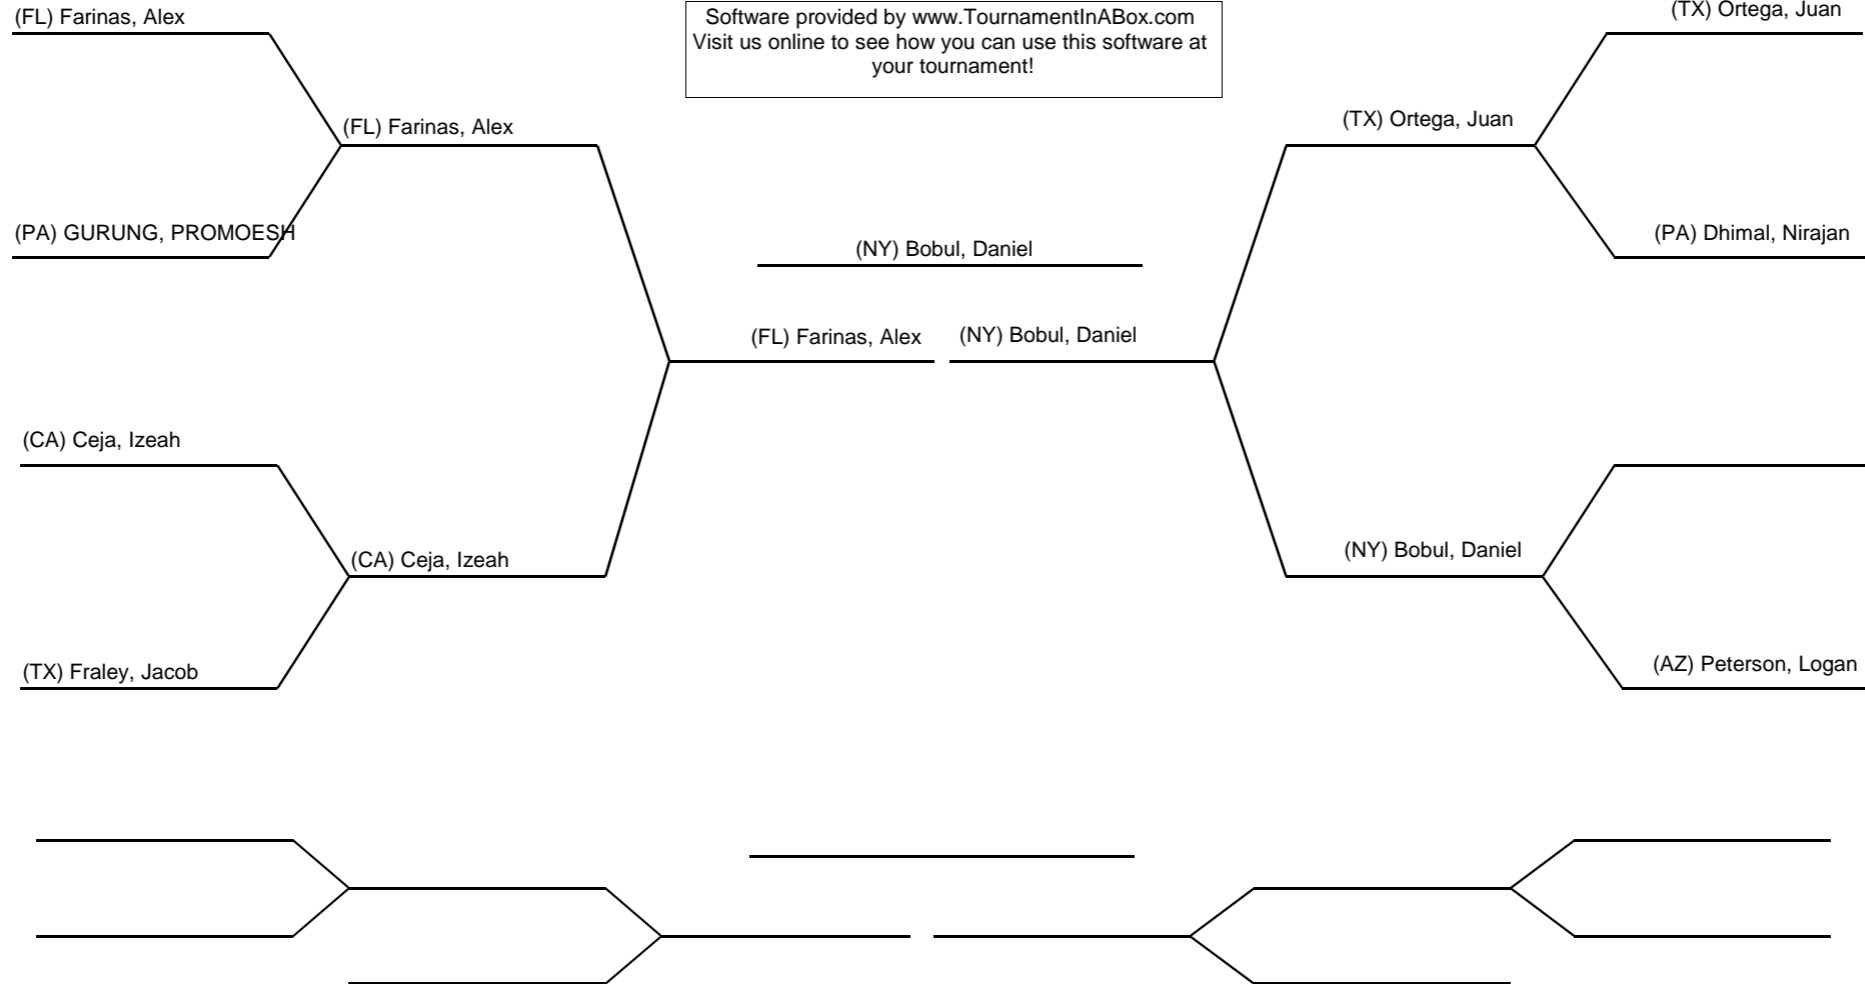 (FL) Farinas, Alex
Software provided by www.TournamentInABox.com
Visit us online to see how you can use this software at
your tournament!
(TX) Ortega, Juan
(FL) Farinas, Alex
(TX) Ortega, Juan
(PA) GURUNG, PROMOESH
(NY) Bobul, Daniel
(PA) Dhimal, Nirajan
(FL) Farinas, Alex
(NY) Bobul, Daniel
(CA) Ceja, Izeah
(CA) Ceja, Izeah
(NY) Bobul, Daniel
(TX) Fraley, Jacob
(AZ) Peterson, Logan